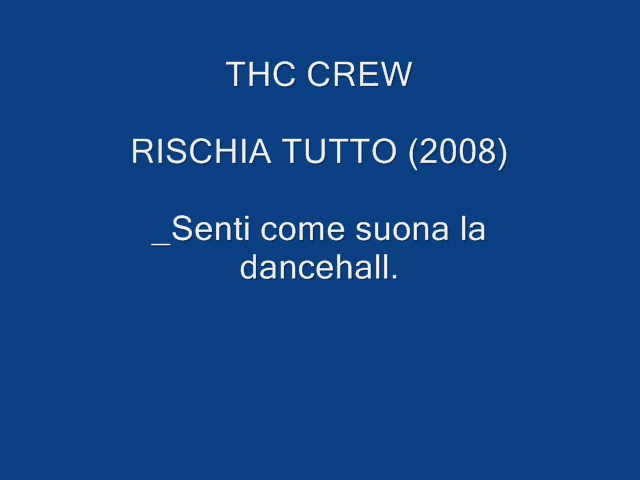 THC CREW
RISCHIA TUTTO (2008)
_Senti come suona la
dancehall.